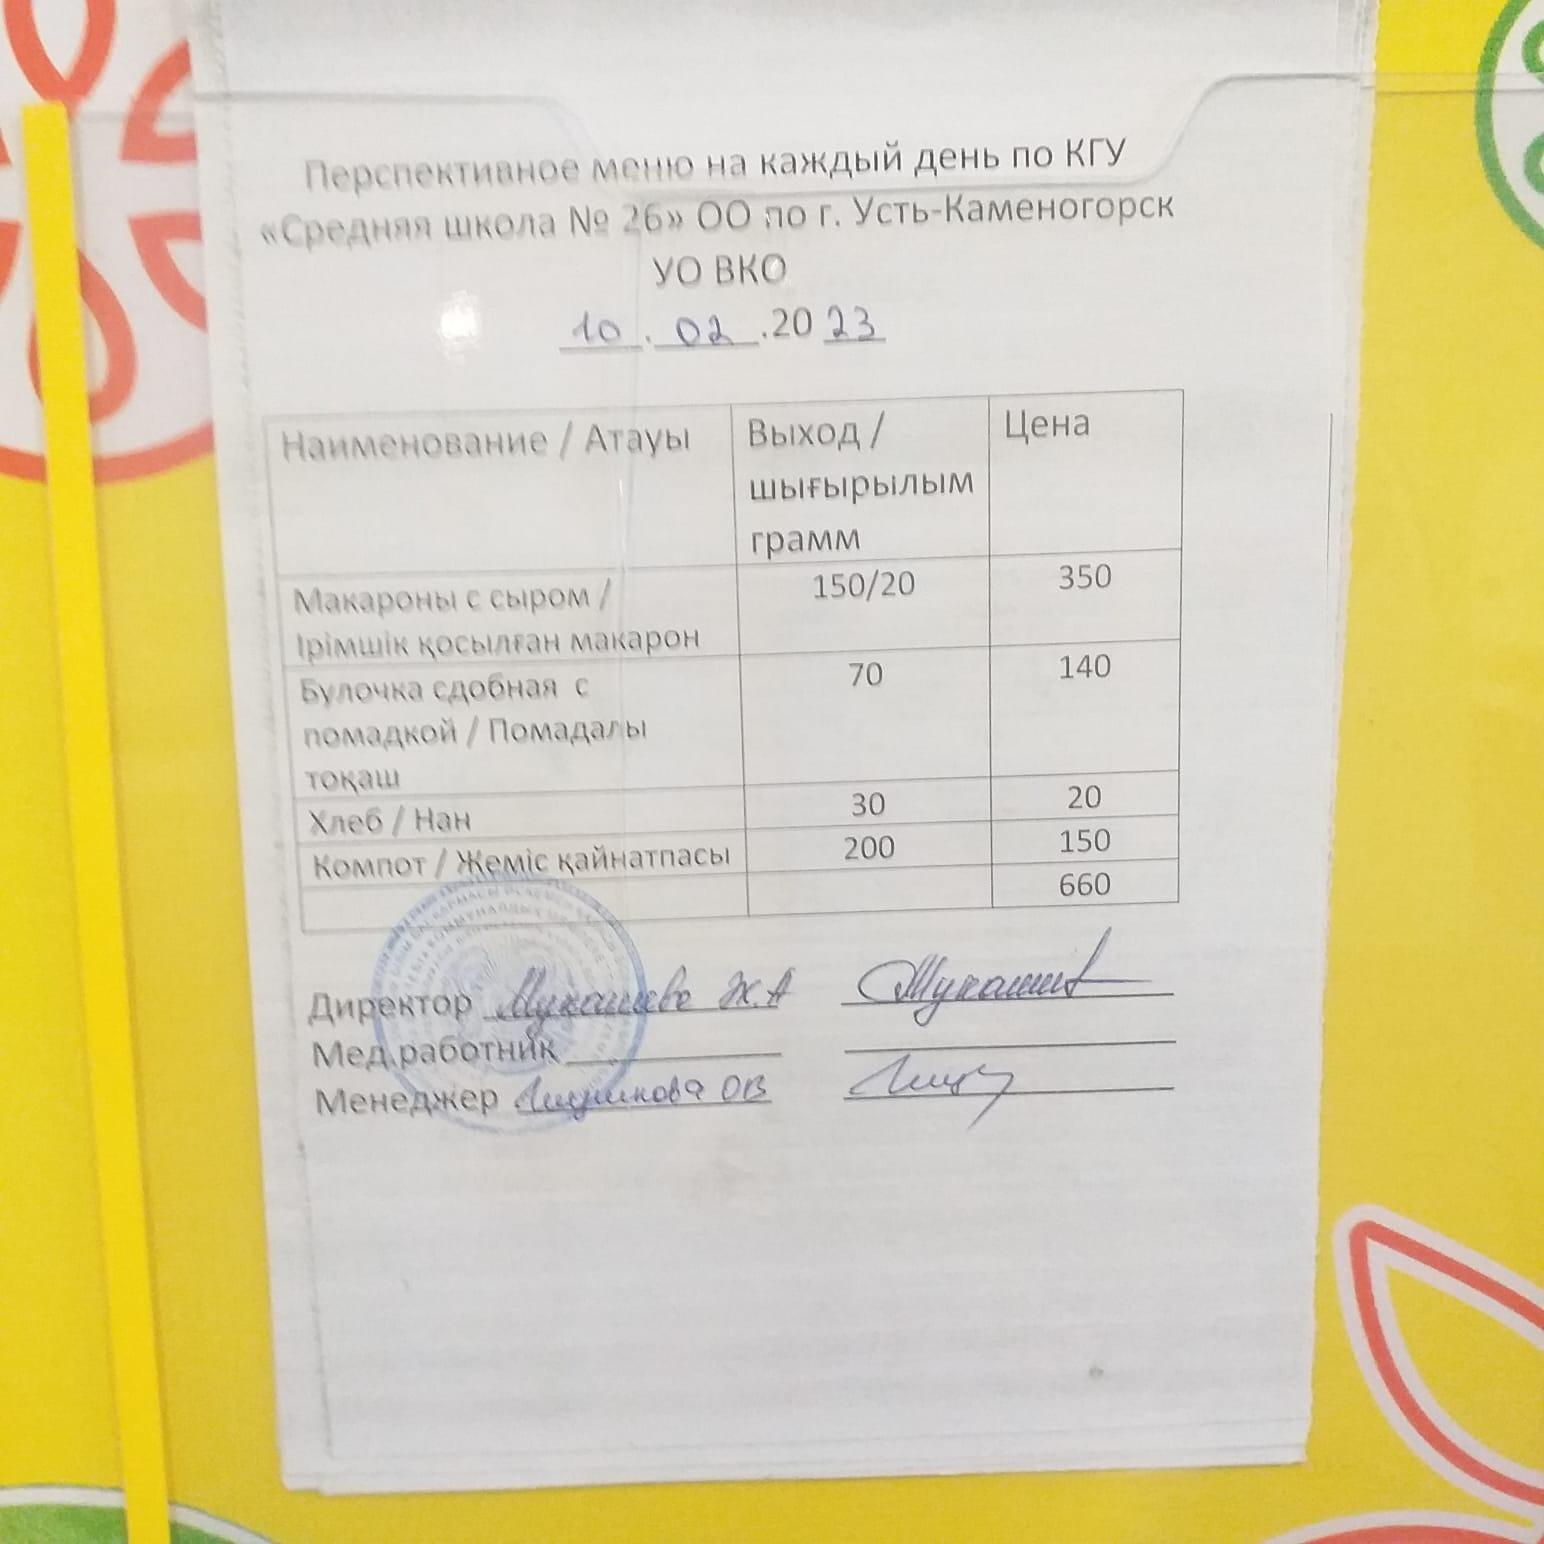 Перспективное меню на каждый день по КГУ
«Средняя школа № 26» ОО по г. Усть-Каменогорск
УО ВКО
10.02.2023
Наименование / Атауы Выход / шығырылым грамм Цена
Макароны с сыром / 150/20 350
Ірімшік қосылған макарон
Булочка сдобная с 70 140
помадкой / Помадалы
тоқаш
Хлеб / Нан 30 20
Компот / Жеміс қайнатпасы 200 150
660
Директор Мукашева Ж.А
Мед.работник
Менеджер ОВ